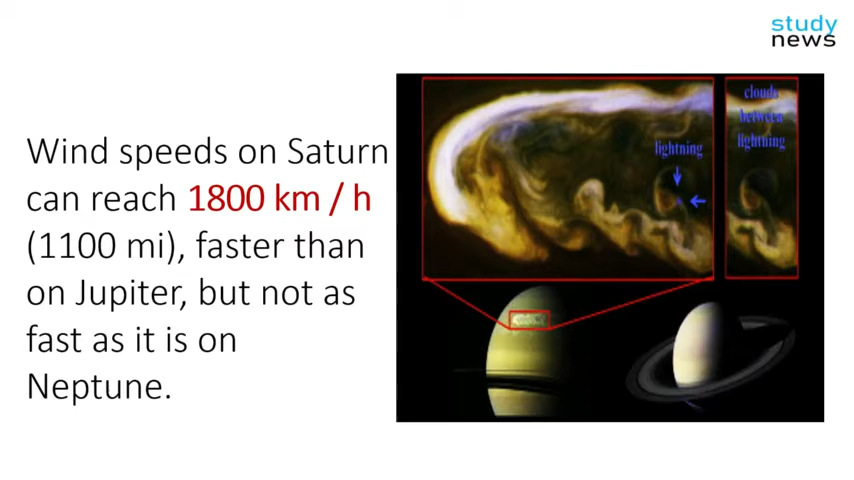 study
news
Wind speeds on Saturn
can reach 1800 km / h
(1100 mi), faster than
on Jupiter, but not as
fast as it is on
Neptune.
lightning
clouds
between
lightning